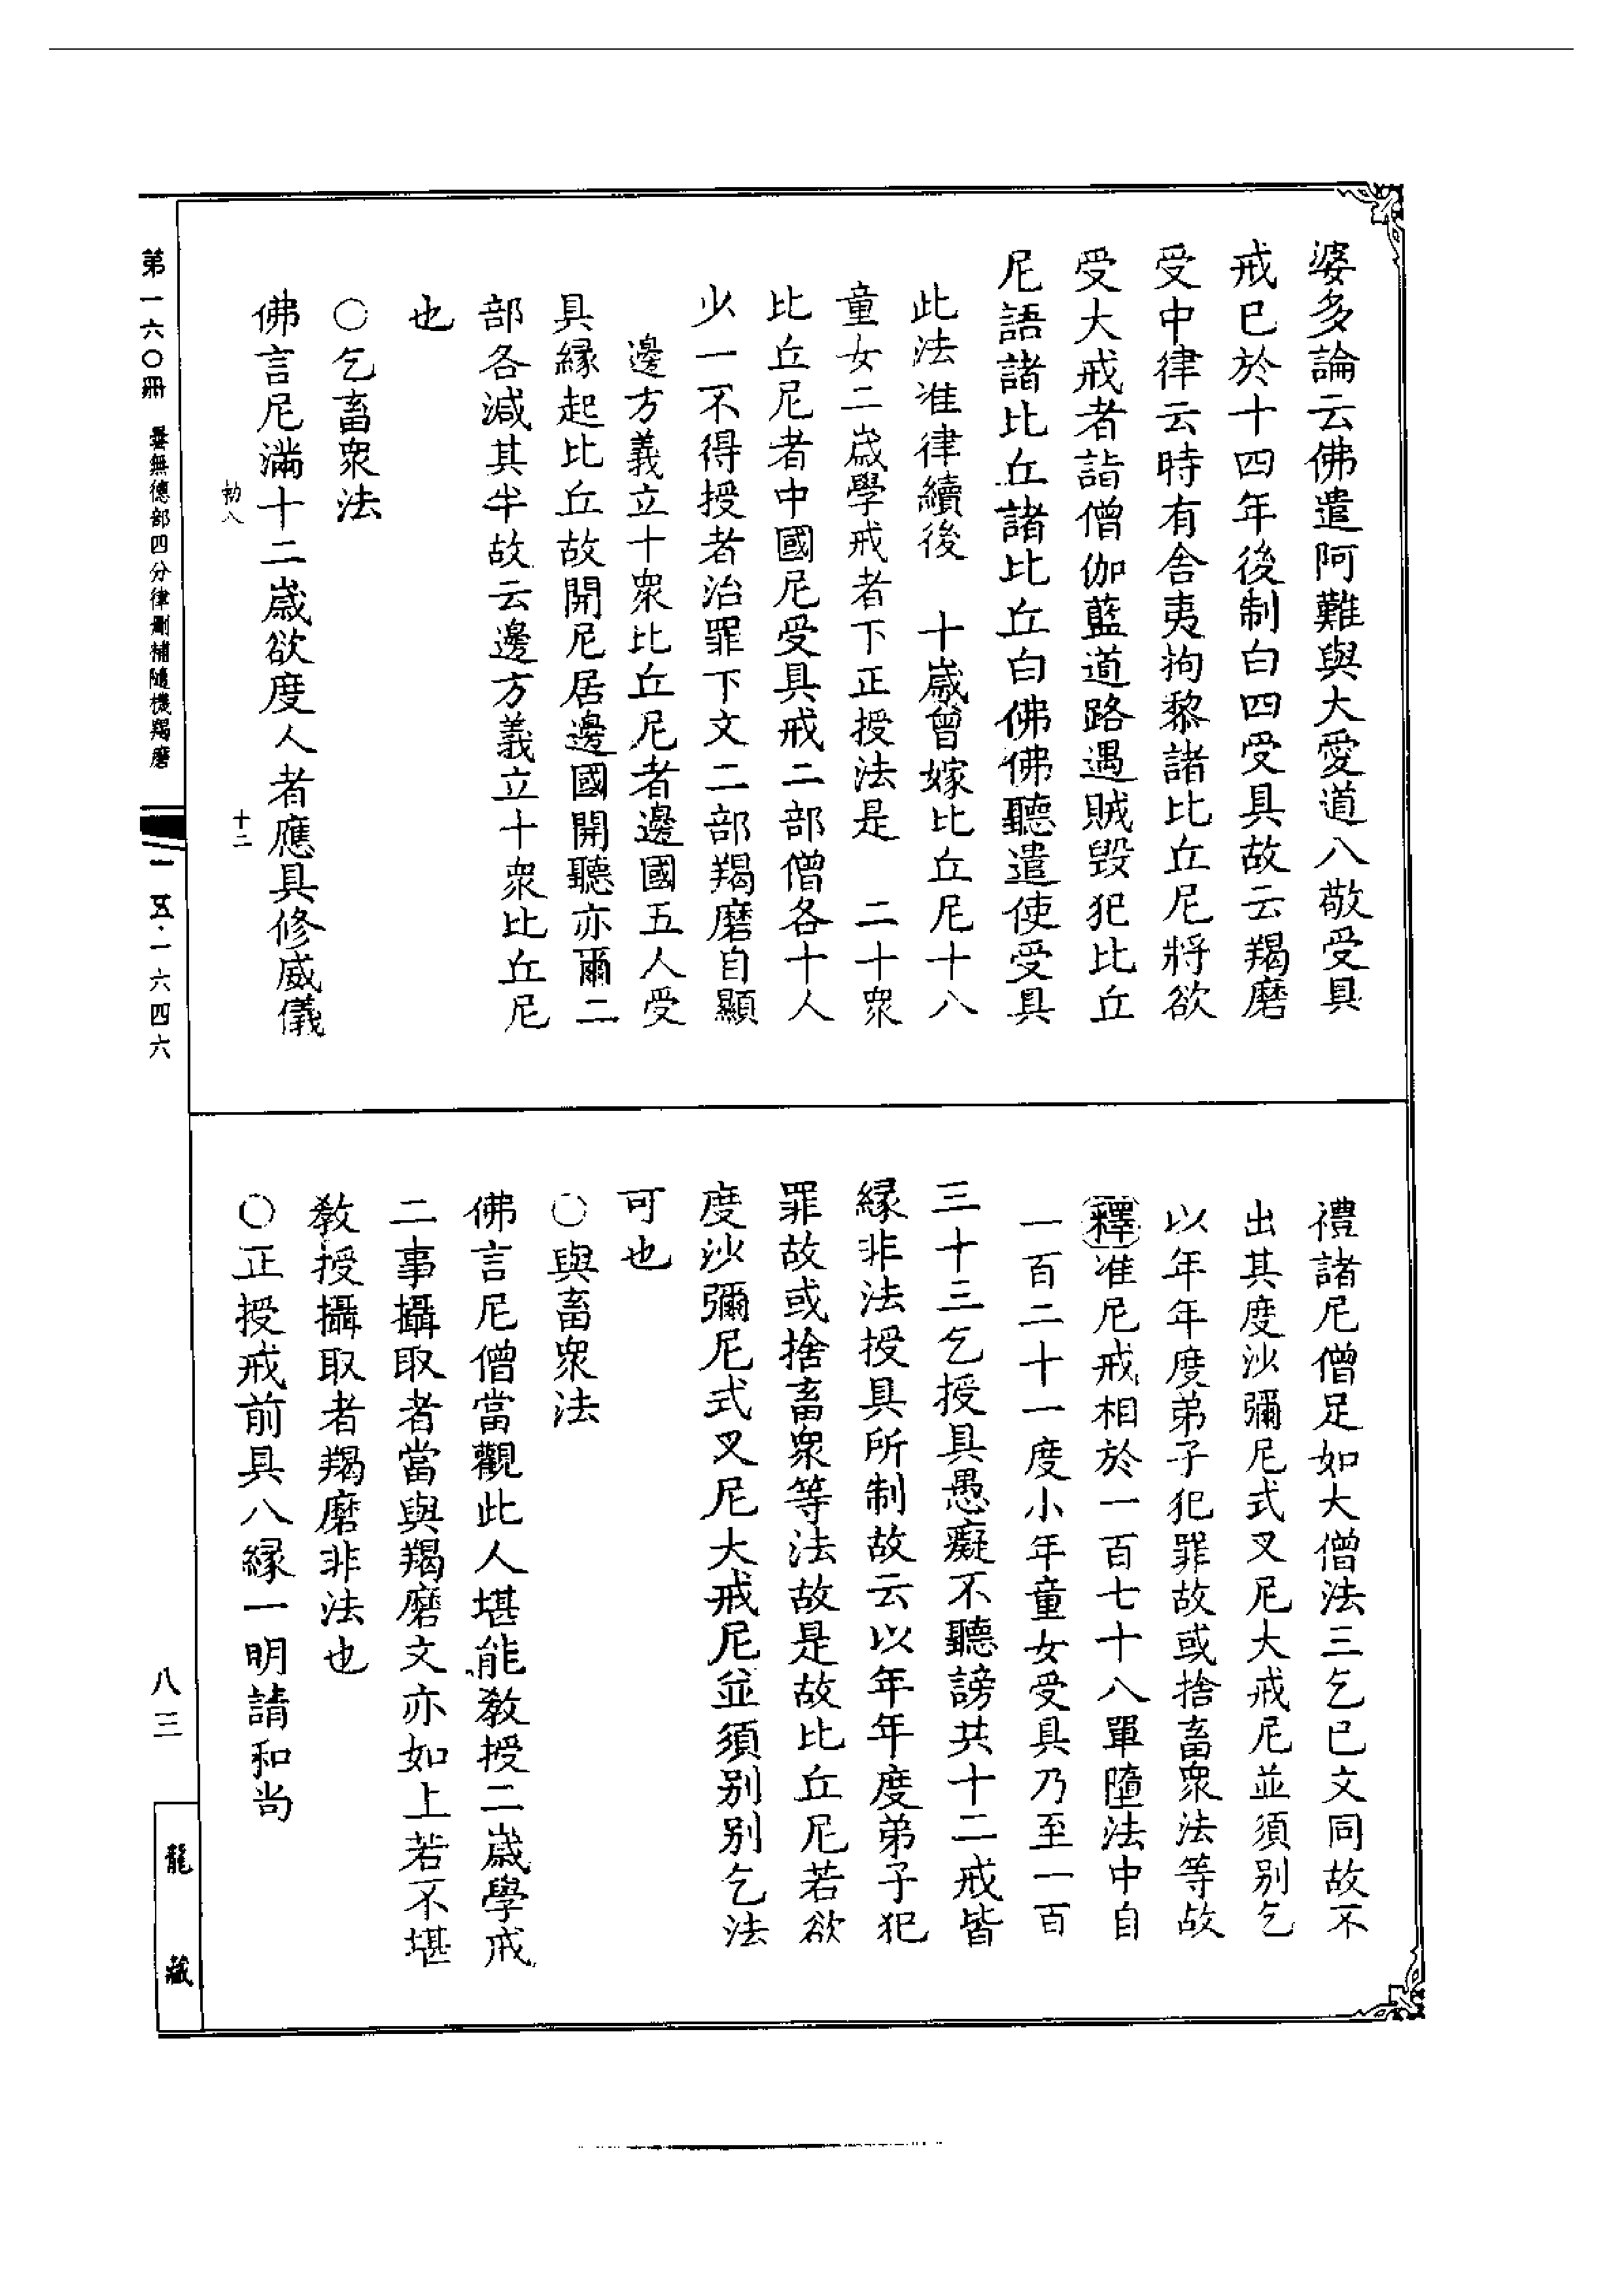 婆多論云佛遣阿難與大愛道八敬受具
戒已於十四年後制白四受具故云羯磨
受中律云時有舍夷拘黎諸比丘尼將欲
受大戒者詣僧伽藍道路遇賊毀犯比丘
尼語諸比丘諸比丘白佛佛聽遣使受具
此法准律續後　十歲曾嫁比丘尼十八
童女二歲學戒者下正授法是　二十眾
比丘尼者中國尼受具戒二部僧各十人
少一不得授者治罪下文二部羯磨自顯
邊方義立十眾比丘尼者邊國五人受
具緣起比丘故開尼居邊國開聽亦爾二
部各減其半故云邊方義立十眾比丘尼
也
○乞畜眾法
佛言尼滿十二歲欲度人者應具修威儀
勑八　十二
禮諸尼僧足如大僧法三乞已文同故不
出其度沙彌尼式叉尼大戒尼並須別乞
以年年度弟子犯罪故或捨畜眾法等故
釋准尼戒相於一百七十八單墮法中自
一百二十一度小年童女受具乃至一百
三十三乞授具愚癡不聽謗共十二戒皆
緣非法授具所制故云以年年度弟子犯
罪故或捨畜眾等法故是故比丘尼若欲
度沙彌尼式叉尼大戒尼並須別別乞法
可也
○與畜眾法
佛言尼僧當觀此人堪能教授二歲學戒
二事攝取者當與羯磨文亦如上若不堪
教授攝取者羯磨非法也
○正授戒前具八緣一明請和尚
第一六〇冊　曇無德部四分律刪補隨機羯磨
一五·一六四六
八三
龍藏